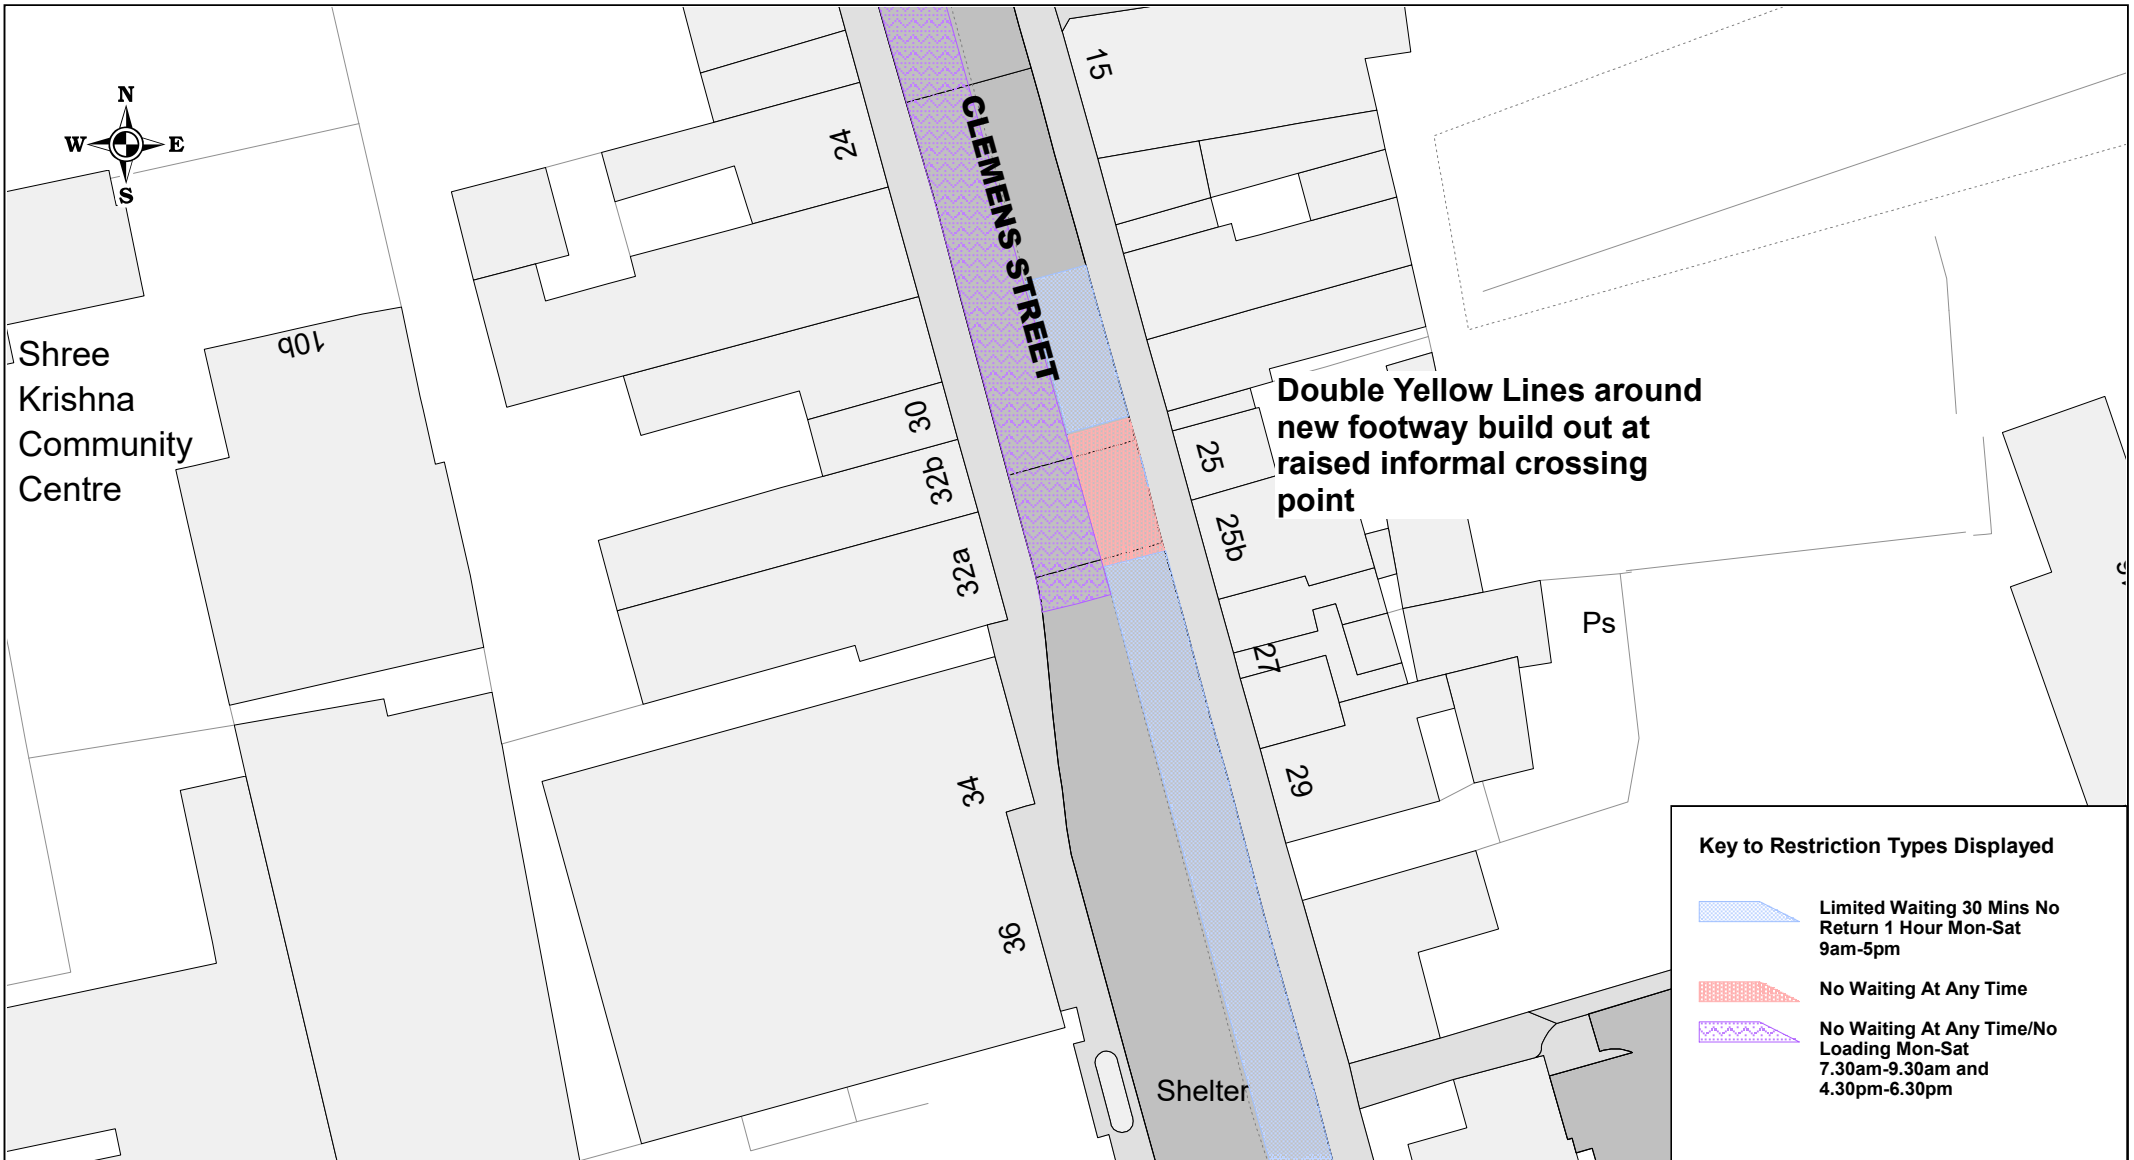 N
W E
S
15
24
CLEMENS STREET
10b
Shree
Krishna
Community
Centre
30
32b
32a
Double Yellow Lines around
new footway build out at
raised informal crossing
point
25
25b
27
Ps
29
34
36
Shelter
Key to Restriction Types Displayed
Limited Waiting 30 Mins No
Return 1 Hour Mon-Sat
9am-5pm
No Waiting At Any Time
No Waiting At Any Time/No
Loading Mon-Sat
7.30am-9.30am and
4.30pm-6.30pm